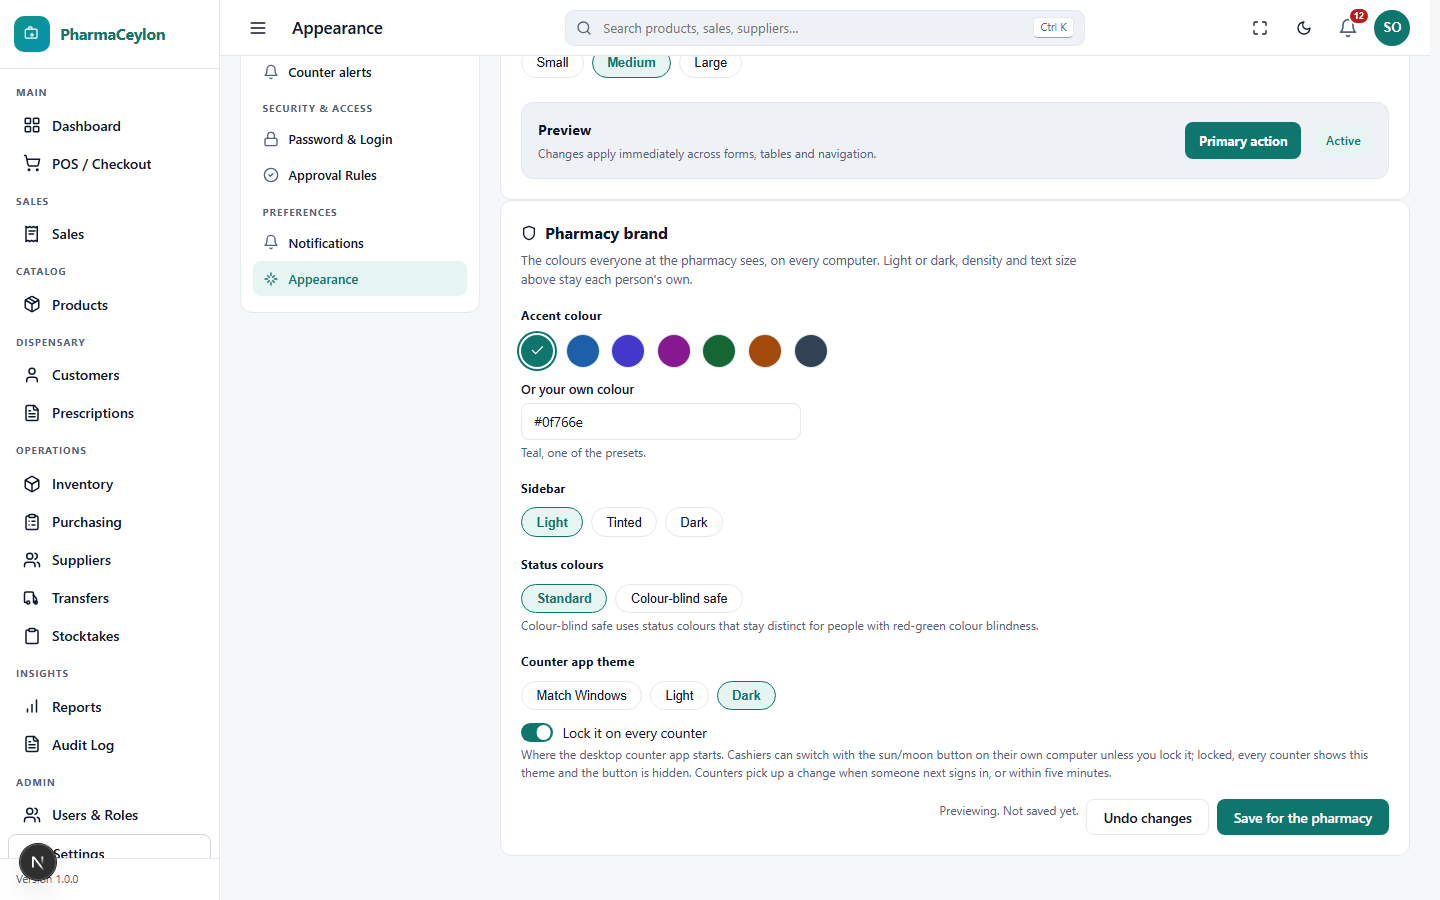 PharmaCeylon
MAIN
Dashboard
POS / Checkout
SALES
Sales
CATALOG
Products
DISPENSARY
Customers
Prescriptions
OPERATIONS
Inventory
Purchasing
Suppliers
Transfers
Stocktakes
INSIGHTS
Reports
Audit Log
ADMIN
Users & Roles
Settings
N
Version 1.0.0
Appearance
Search products, sales, suppliers...
Ctrl K
12
SO
Counter alerts
SECURITY & ACCESS
Password & Login
Approval Rules
PREFERENCES
Notifications
Appearance
Small
Medium
Large
Preview
Changes apply immediately across forms, tables and navigation.
Primary action
Active
Pharmacy brand
The colours everyone at the pharmacy sees, on every computer. Light or dark, density and text size
above stay each person's own.
Accent colour
Or your own colour
#0f766e
Teal, one of the presets.
Sidebar
Light
Tinted
Dark
Status colours
Standard
Colour-blind safe
Colour-blind safe uses status colours that stay distinct for people with red-green colour blindness.
Counter app theme
Match Windows
Light
Dark
Lock it on every counter
Where the desktop counter app starts. Cashiers can switch with the sun/moon button on their own computer unless you lock it; locked, every counter shows this
theme and the button is hidden. Counters pick up a change when someone next signs in, or within five minutes.
Previewing. Not saved yet.
Undo changes
Save for the pharmacy